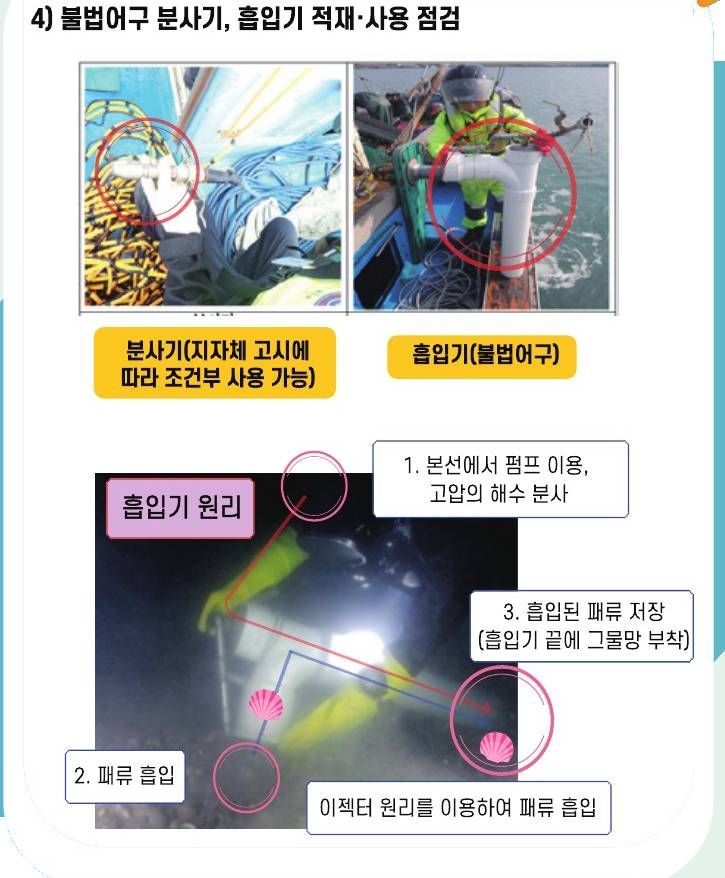 4) 불법어구 분사기, 흡입기 적재·사용 점검
분사기(지자체 고시에
따라 조건부 사용 가능)
흡입기(불법어구)
1. 본선에서 펌프 이용,
고압의 해수 분사
흡입기 원리
3. 흡입된 패류 저장
(흡입기 끝에 그물망 부착)
2. 패류 흡입
이젝터 원리를 이용하여 패류 흡입